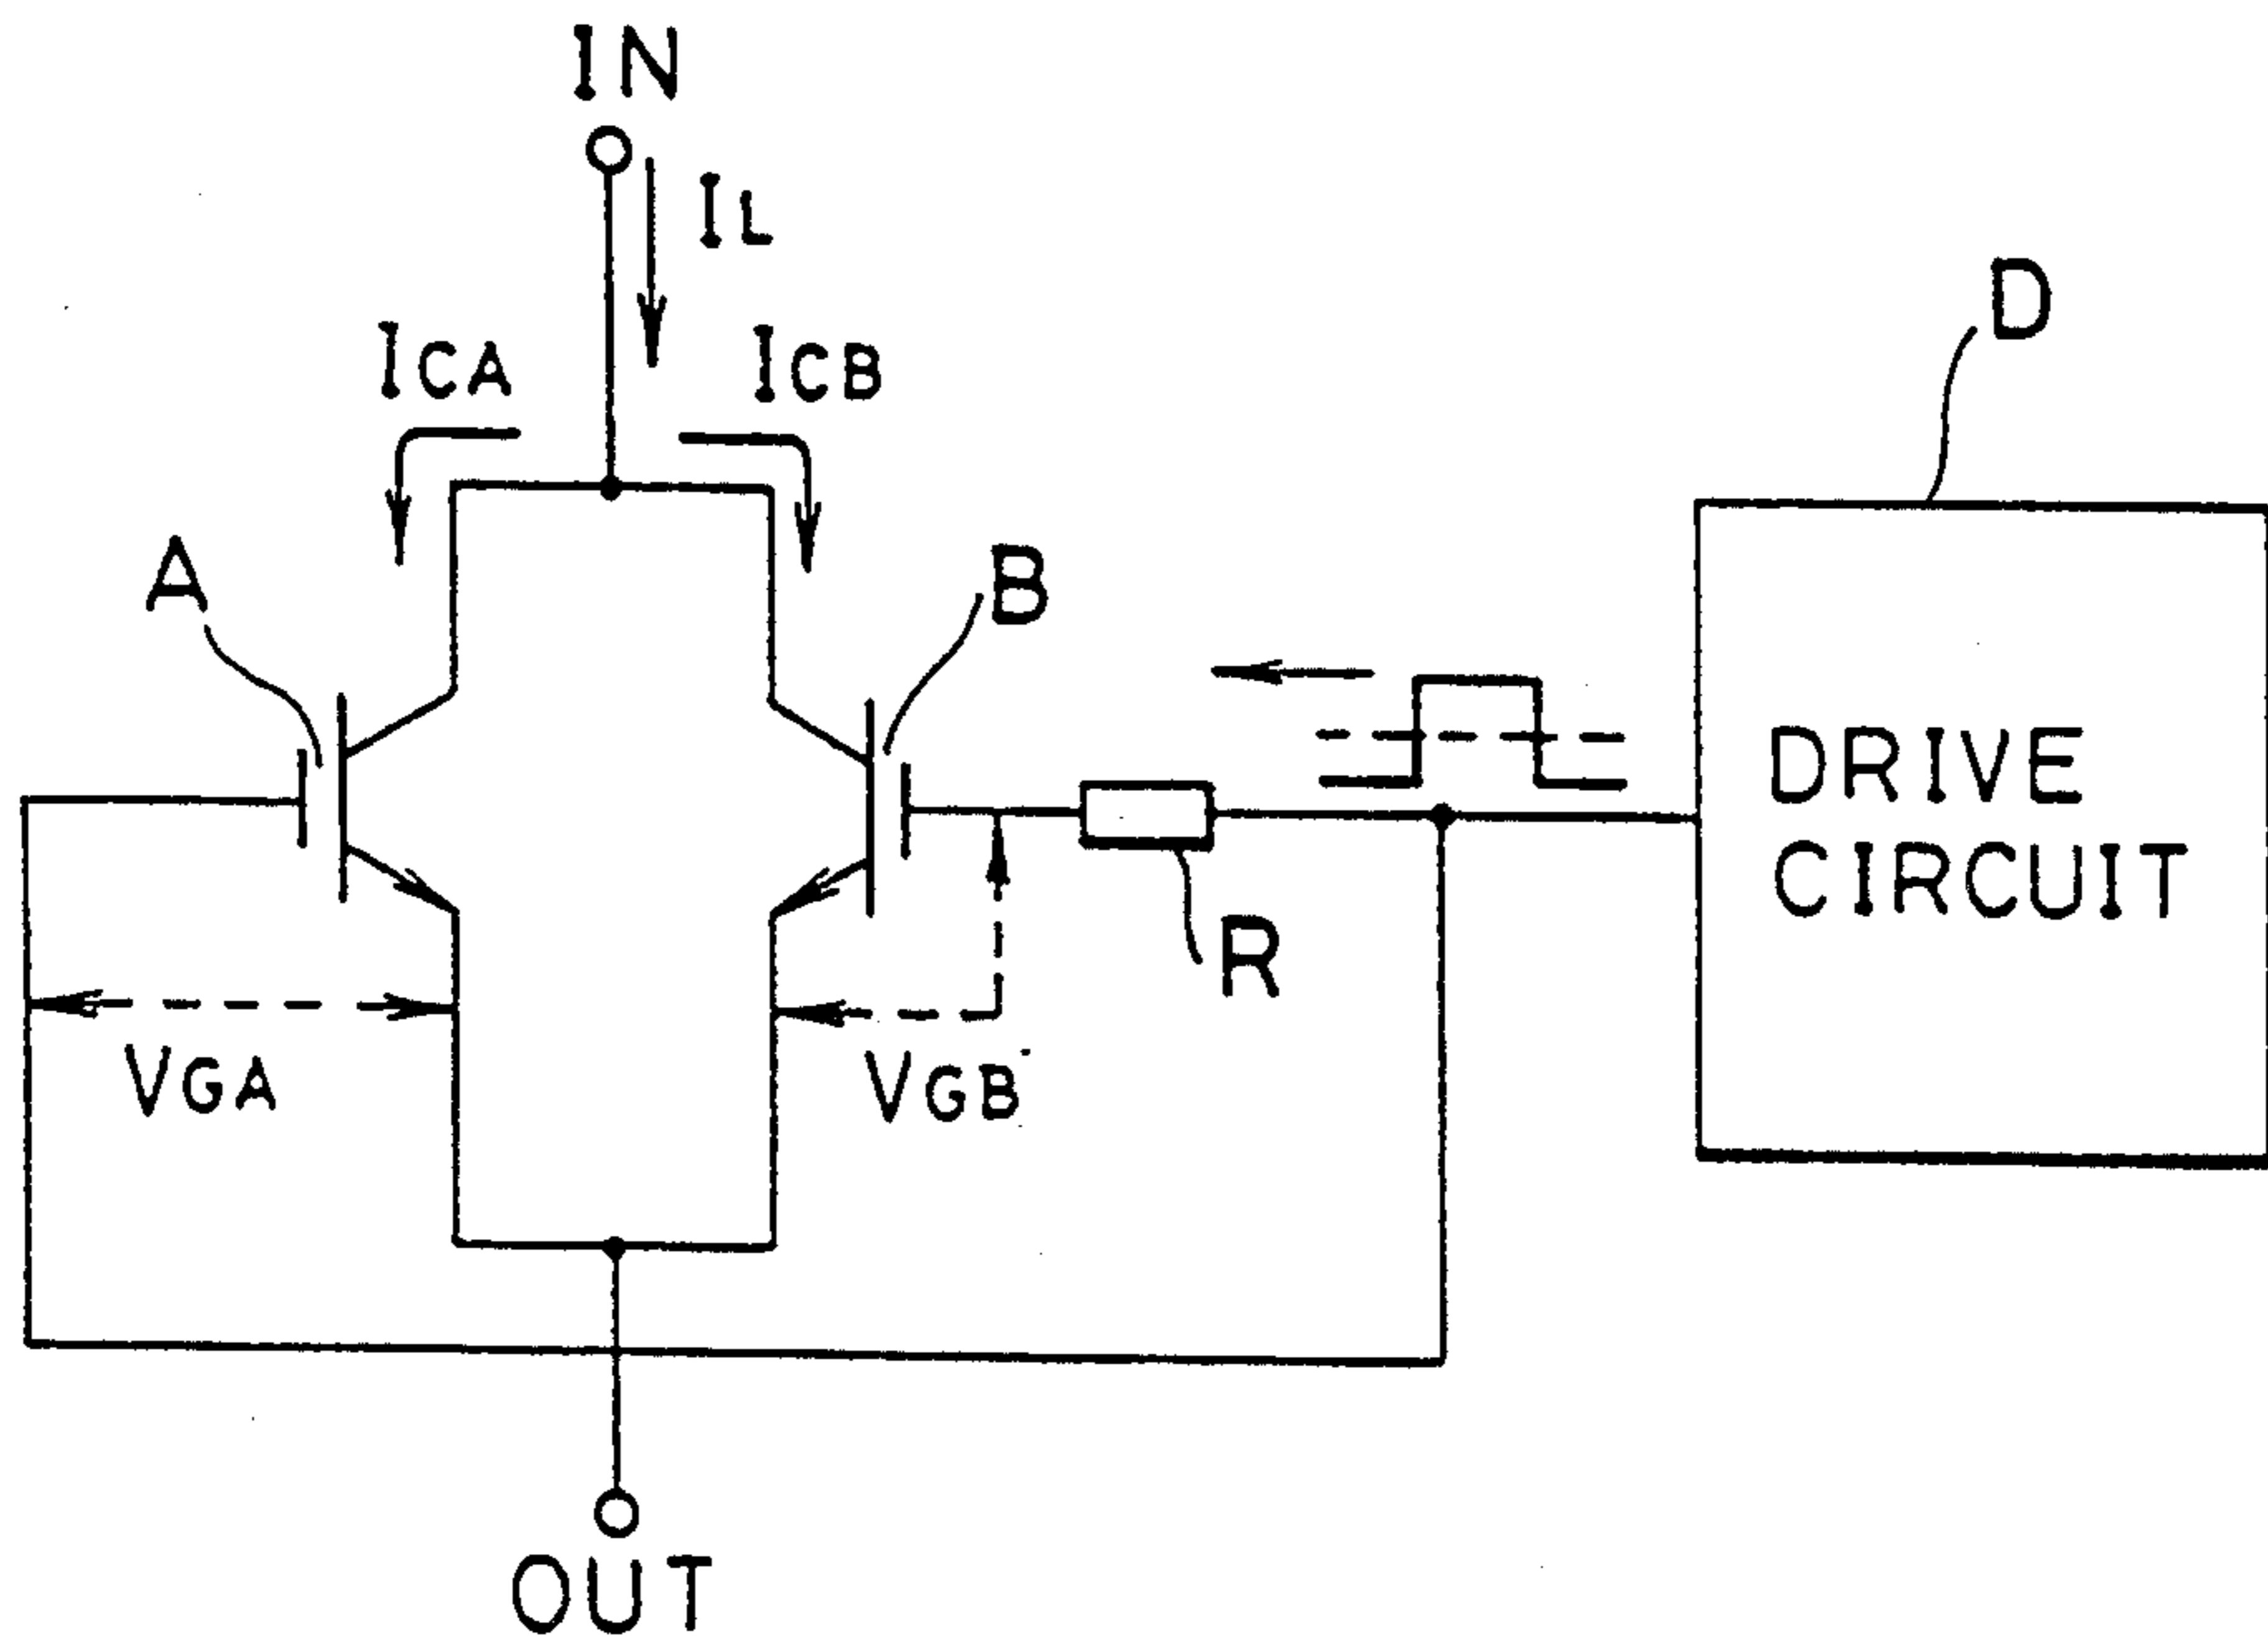 IN
IL
D
ICA
ICB
A
B
DRIVE
CIRCUIT
R
VGA
VGB
OUT